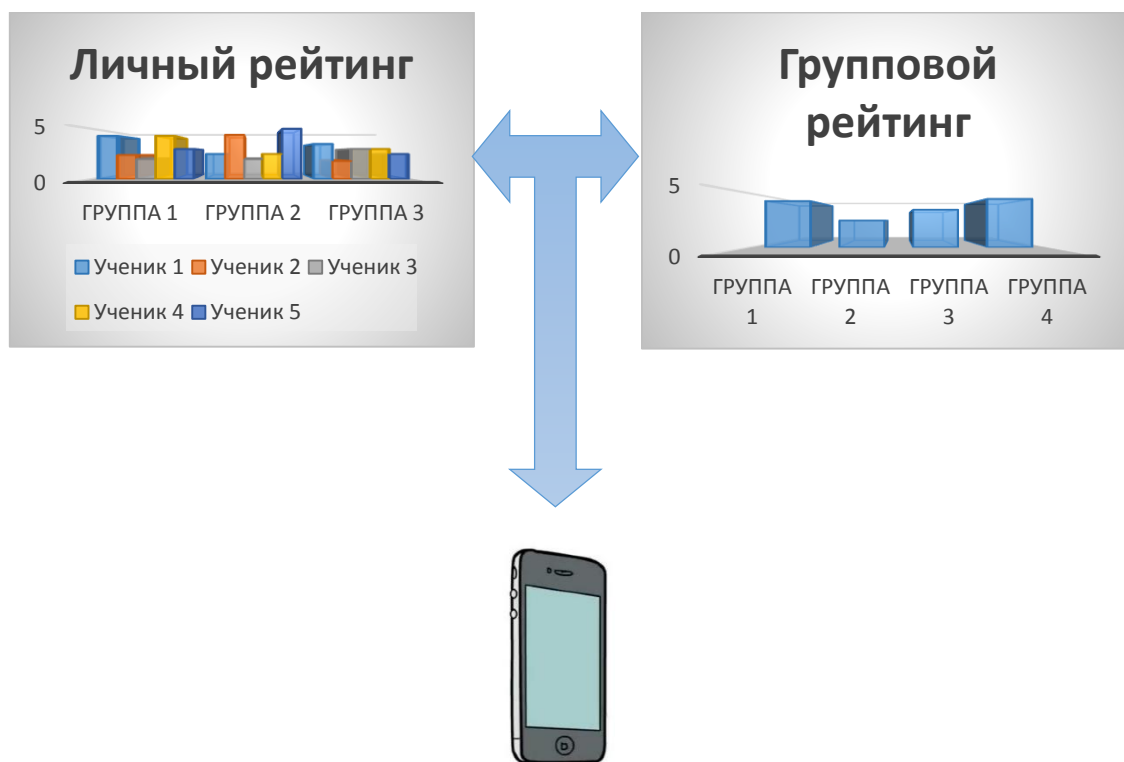 Личный рейтинг
5
0
ГРУППА 1 ГРУППА 2 ГРУППА 3
Ученик 1 Ученик 2 Ученик 3
Ученик 4 Ученик 5
Групповой
рейтинг
5
0
ГРУППА ГРУППА ГРУППА ГРУППА
1 2 3 4